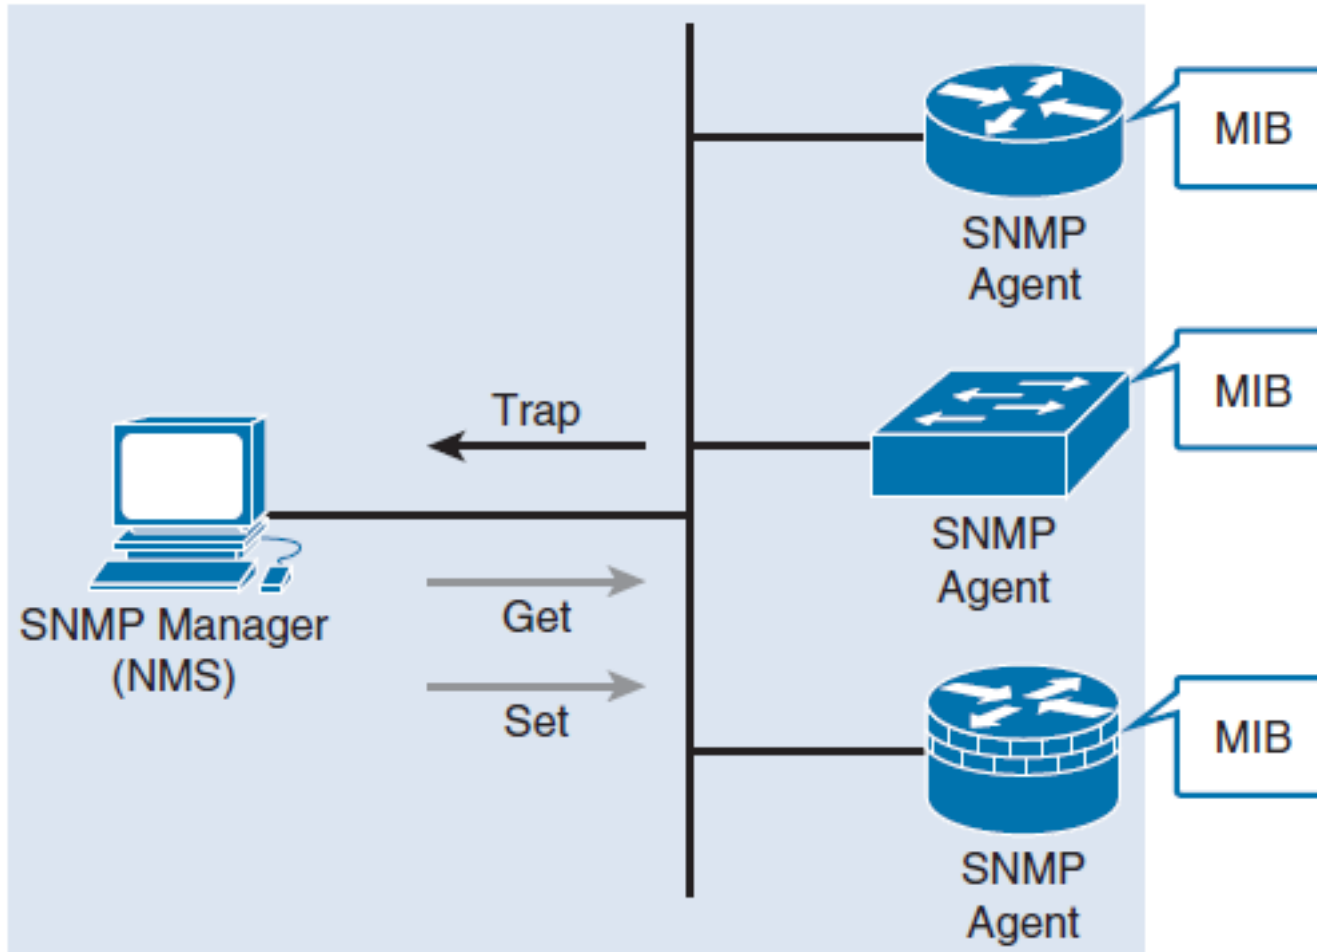 MIB
SNMP
Agent
MIB
Trap
SNMP
Agent
SNMP Manager
(NMS)
Get
Set
MIB
SNMP
Agent